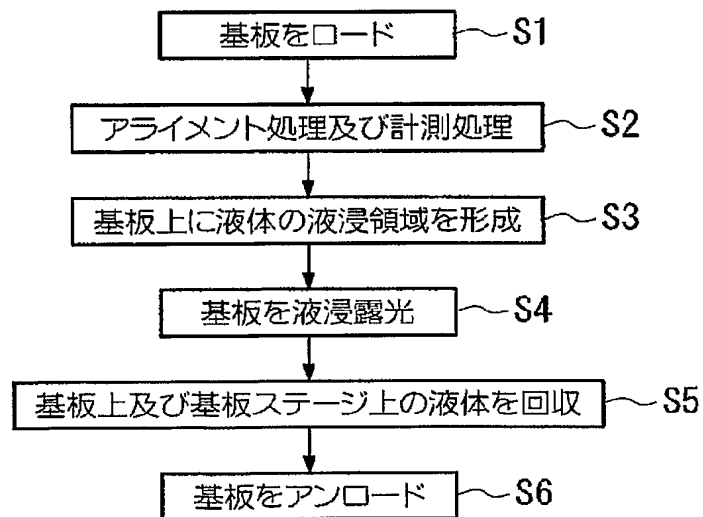 基板をロード S1
アライメント処理及び計測処理 S2
基板上に液体の液浸領域を形成 S3
基板を液浸露光 S4
基板上及び基板ステージ上の液体を回収 S5
基板をアンロード S6